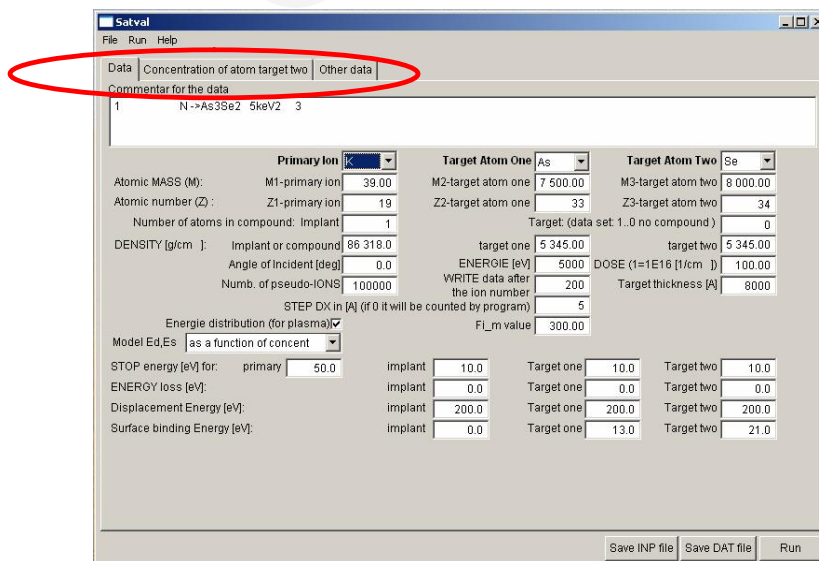 Satval
File Run Help
Data Concentration of atom target two Other data
Commentar for the data
1 N->As3Se2 5keV2 3
Primary Ion K Target Atom One As Target Atom Two Se
Atomic MASS (M): M1-primary ion 39.00 M2-target atom one 7 500.00 M3-target atom two 8 000.00
Atomic number (Z) : Z1-primary ion 19 Z2-target atom one 33 Z3-target atom two 34
Number of atoms in compound: Implant 1 Target: (data set: 1..0 no compound ) 0
DENSITY [g/cm ]: Implant or compound 86 318.0 target one 5 345.00 target two 5 345.00
Angle of Incident [deg] 0.0 ENERGIE [eV] 5000 DOSE (1=1E16 [1/cm ]) 100.00
Numb. of pseudo-IONS 100000 WRITE data after the ion number 200 Target thickness [A] 8000
STEP DX in [A] (if 0 it will be counted by program) 5
Energie distribution (for plasma) Fi_m value 300.00
Model Ed,Es as a function of concent
STOP energy [eV] for: primary 50.0 implant 10.0 Target one 10.0 Target two 10.0
ENERGY loss [eV]: implant 0.0 Target one 0.0 Target two 0.0
Displacement Energy [eV]: implant 200.0 Target one 200.0 Target two 200.0
Surface binding Energy [eV]: implant 0.0 Target one 13.0 Target two 21.0
Save INP file Save DAT file Run